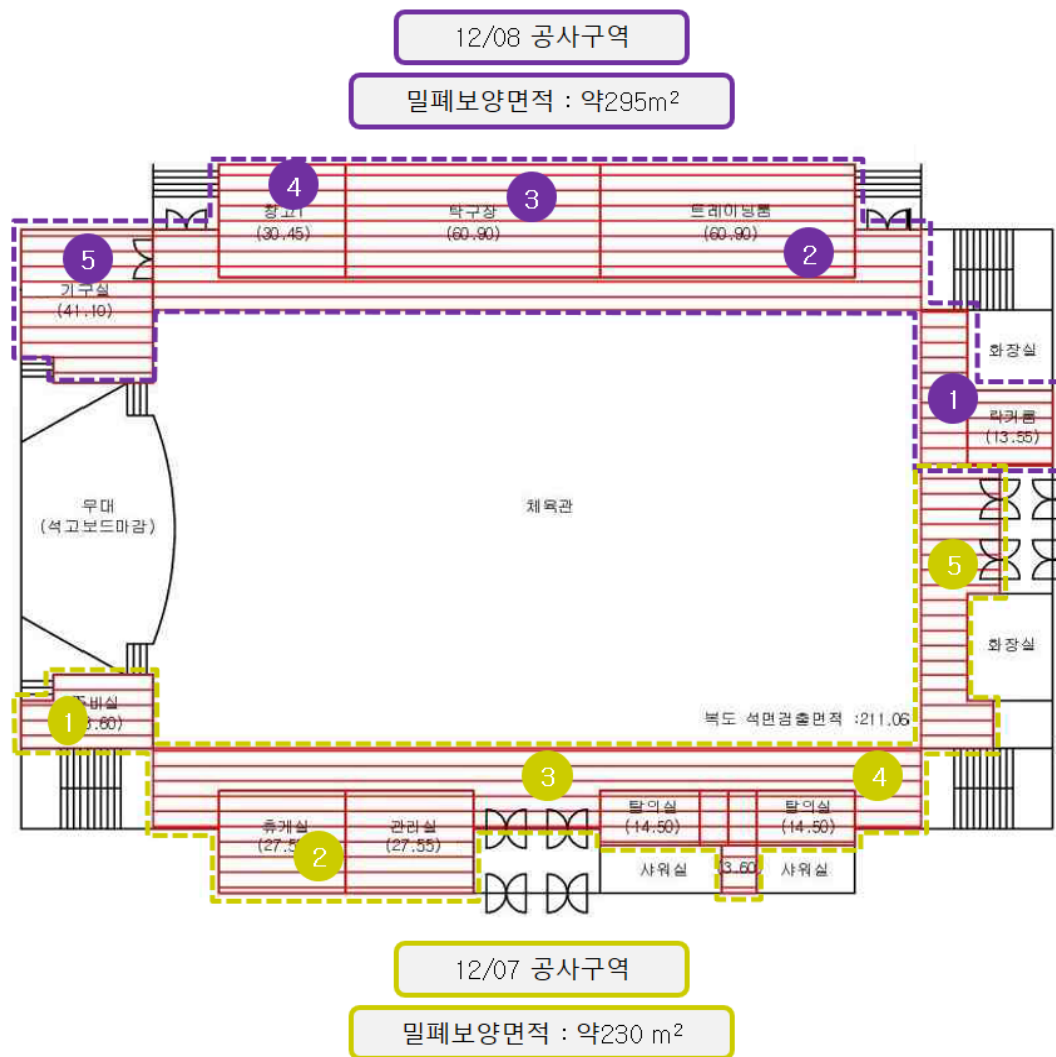 12/08 공사구역
밀폐보양면적 : 약295m²
4
3
창고1
(30.45)
탁구장
(60.90)
트레이닝룸
(60.90)
2
5
기구실
(41.10)
화장실
1
락커룸
(13.55)
무대
(석고보드마감)
체육관
5
화장실
1
복도 석면검출면적 :211.06
3
4
휴게실
관리실
(27.55)
2
탈의실
(14.50)
탈의실
(14.50)
샤워실
(3.60)
샤워실
12/07 공사구역
밀폐보양면적 : 약230 m²